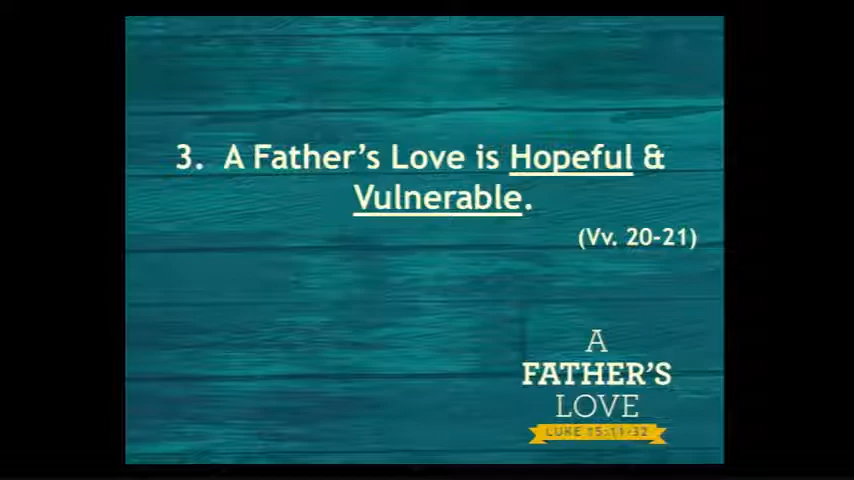 3. A Father's Love is Hopeful &
Vulnerable.
(Vv. 20-21)
A
FATHER'S
LOVE
LUKE 15:11-32